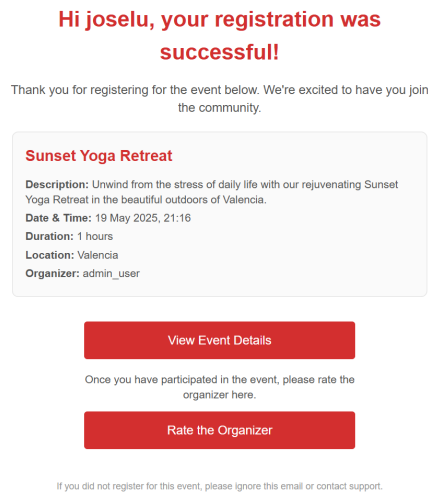 Hi joselu, your registration was
successful!
Thank you for registering for the event below. We're excited to have you join
the community.
Sunset Yoga Retreat
Description: Unwind from the stress of daily life with our rejuvenating Sunset
Yoga Retreat in the beautiful outdoors of Valencia.
Date & Time: 19 May 2025, 21:16
Duration: 1 hours
Location: Valencia
Organizer: admin_user
View Event Details
Once you have participated in the event, please rate the
organizer here.
Rate the Organizer
If you did not register for this event, please ignore this email or contact support.